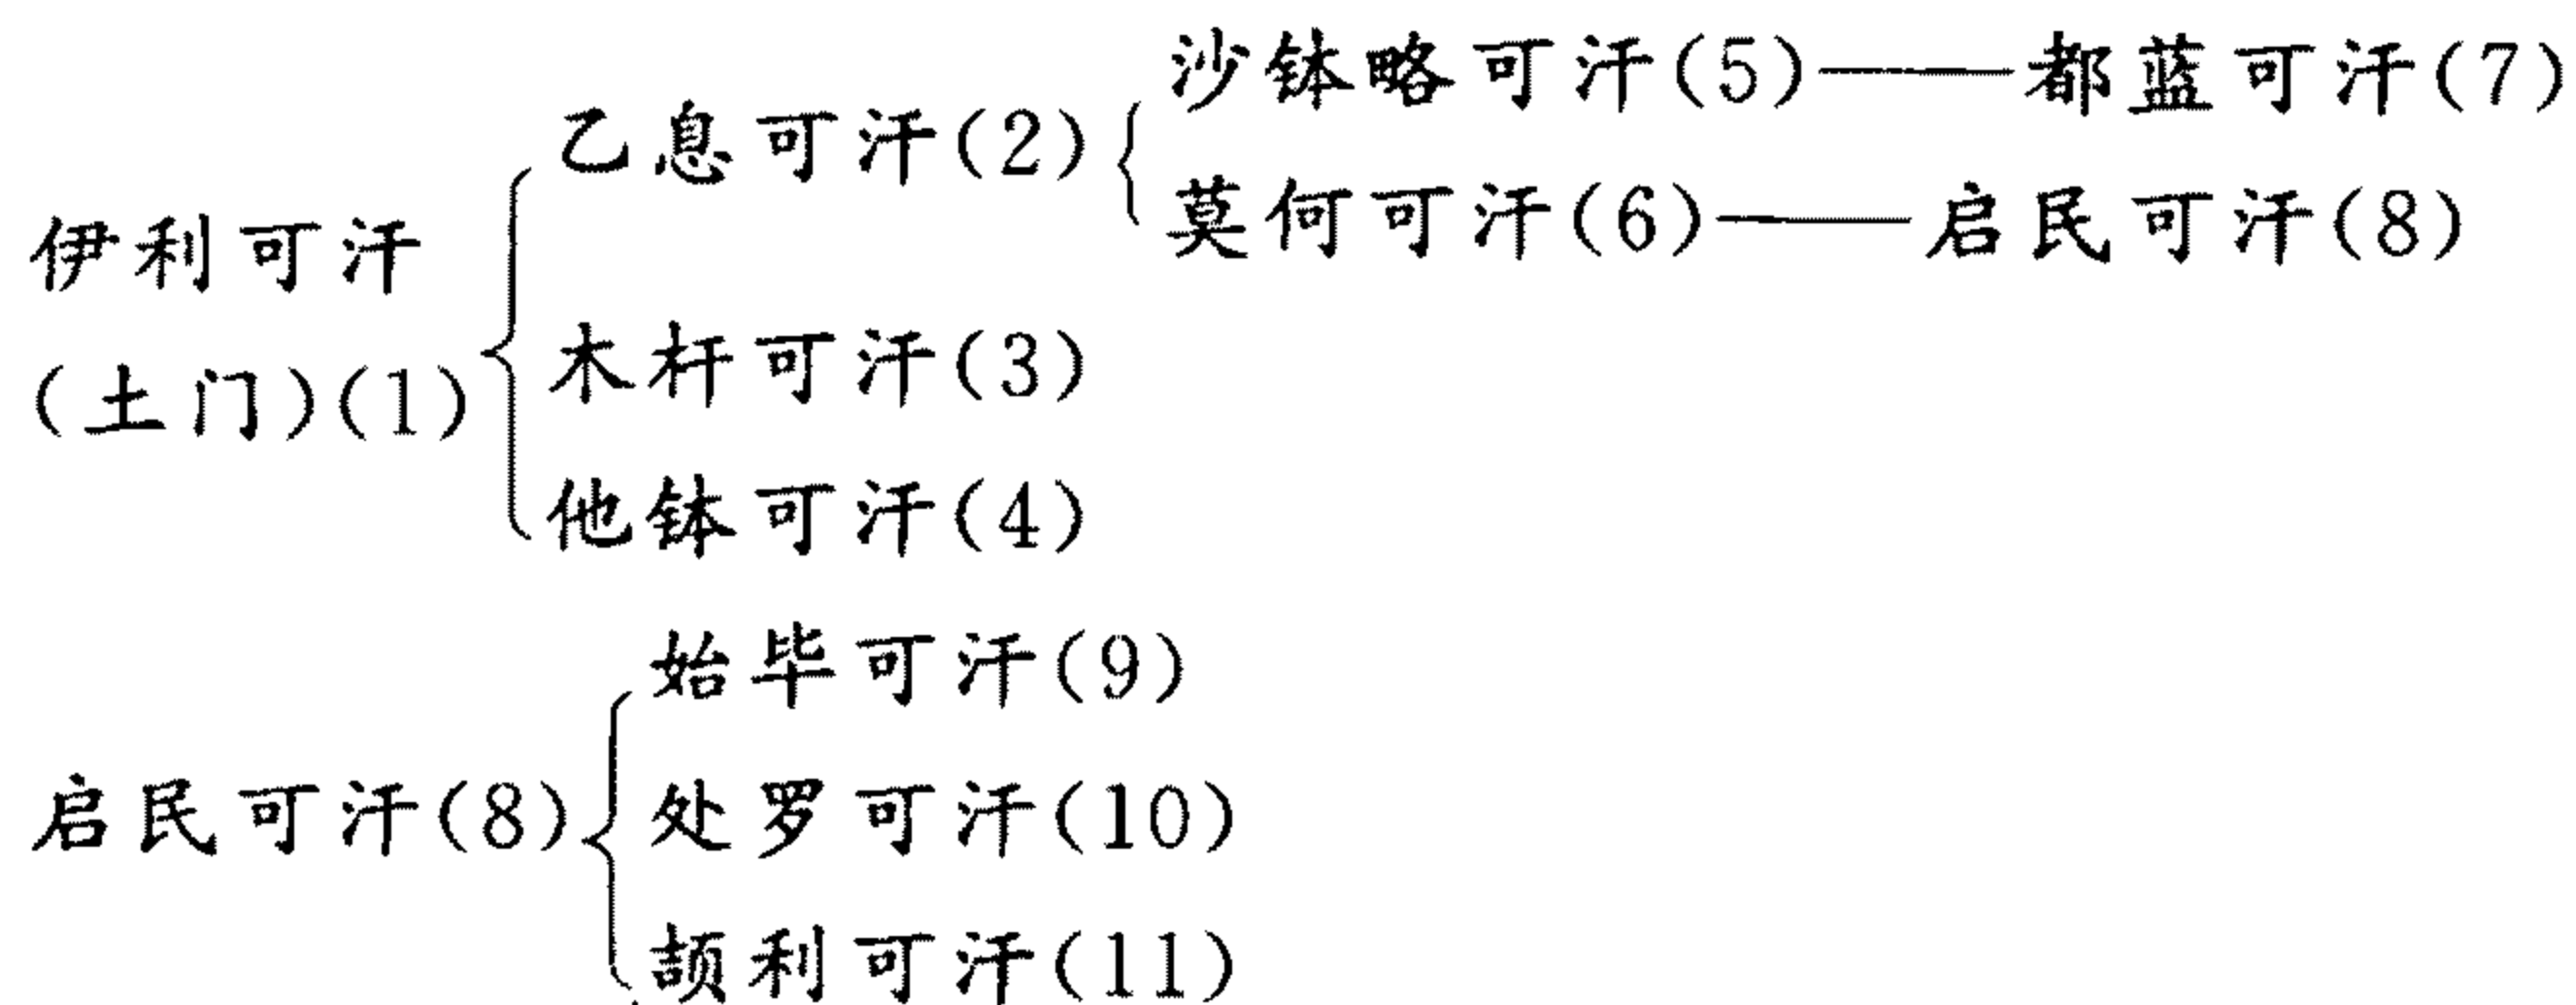 沙钵略可汗(5)——都蓝可汗(7)
乙息可汗(2)
莫何可汗(6)——启民可汗(8)
伊利可汗
(土门)(1)
木杆可汗(3)
他钵可汗(4)
始毕可汗(9)
启民可汗(8)
处罗可汗(10)
颉利可汗(11)